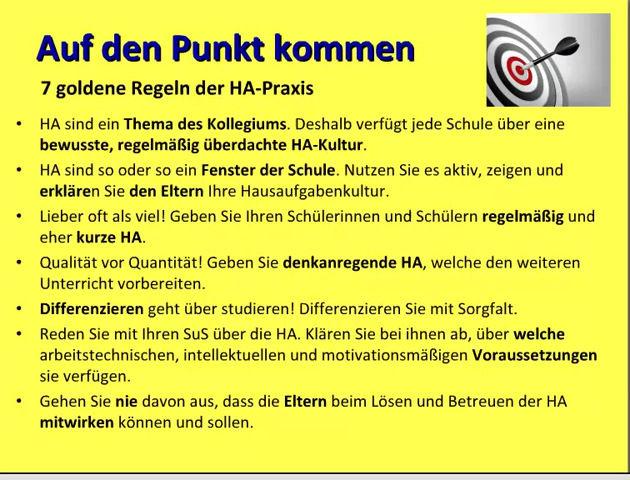 Auf den Punkt kommen
7 goldene Regeln der HA-Praxis
• HA sind ein Thema des Kollegiums. Deshalb verfügt jede Schule über eine
bewusste, regelmäßig überdachte HA-Kultur.
• HA sind so oder so ein Fenster der Schule. Nutzen Sie es aktiv, zeigen und
erklären Sie den Eltern Ihre Hausaufgabenkultur.
• Lieber oft als viel! Geben Sie Ihren Schülerinnen und Schülern regelmäßig und
eher kurze HA.
• Qualität vor Quantität! Geben Sie denkanregende HA, welche den weiteren
Unterricht vorbereiten.
• Differenzieren geht über studieren! Differenzieren Sie mit Sorgfalt.
• Reden Sie mit Ihren SuS über die HA. Klären Sie bei ihnen ab, über welche
arbeitstechnischen, intellektuellen und motivationsmäßigen Voraussetzungen
sie verfügen.
• Gehen Sie nie davon aus, dass die Eltern beim Lösen und Betreuen der HA
mitwirken können und sollen.